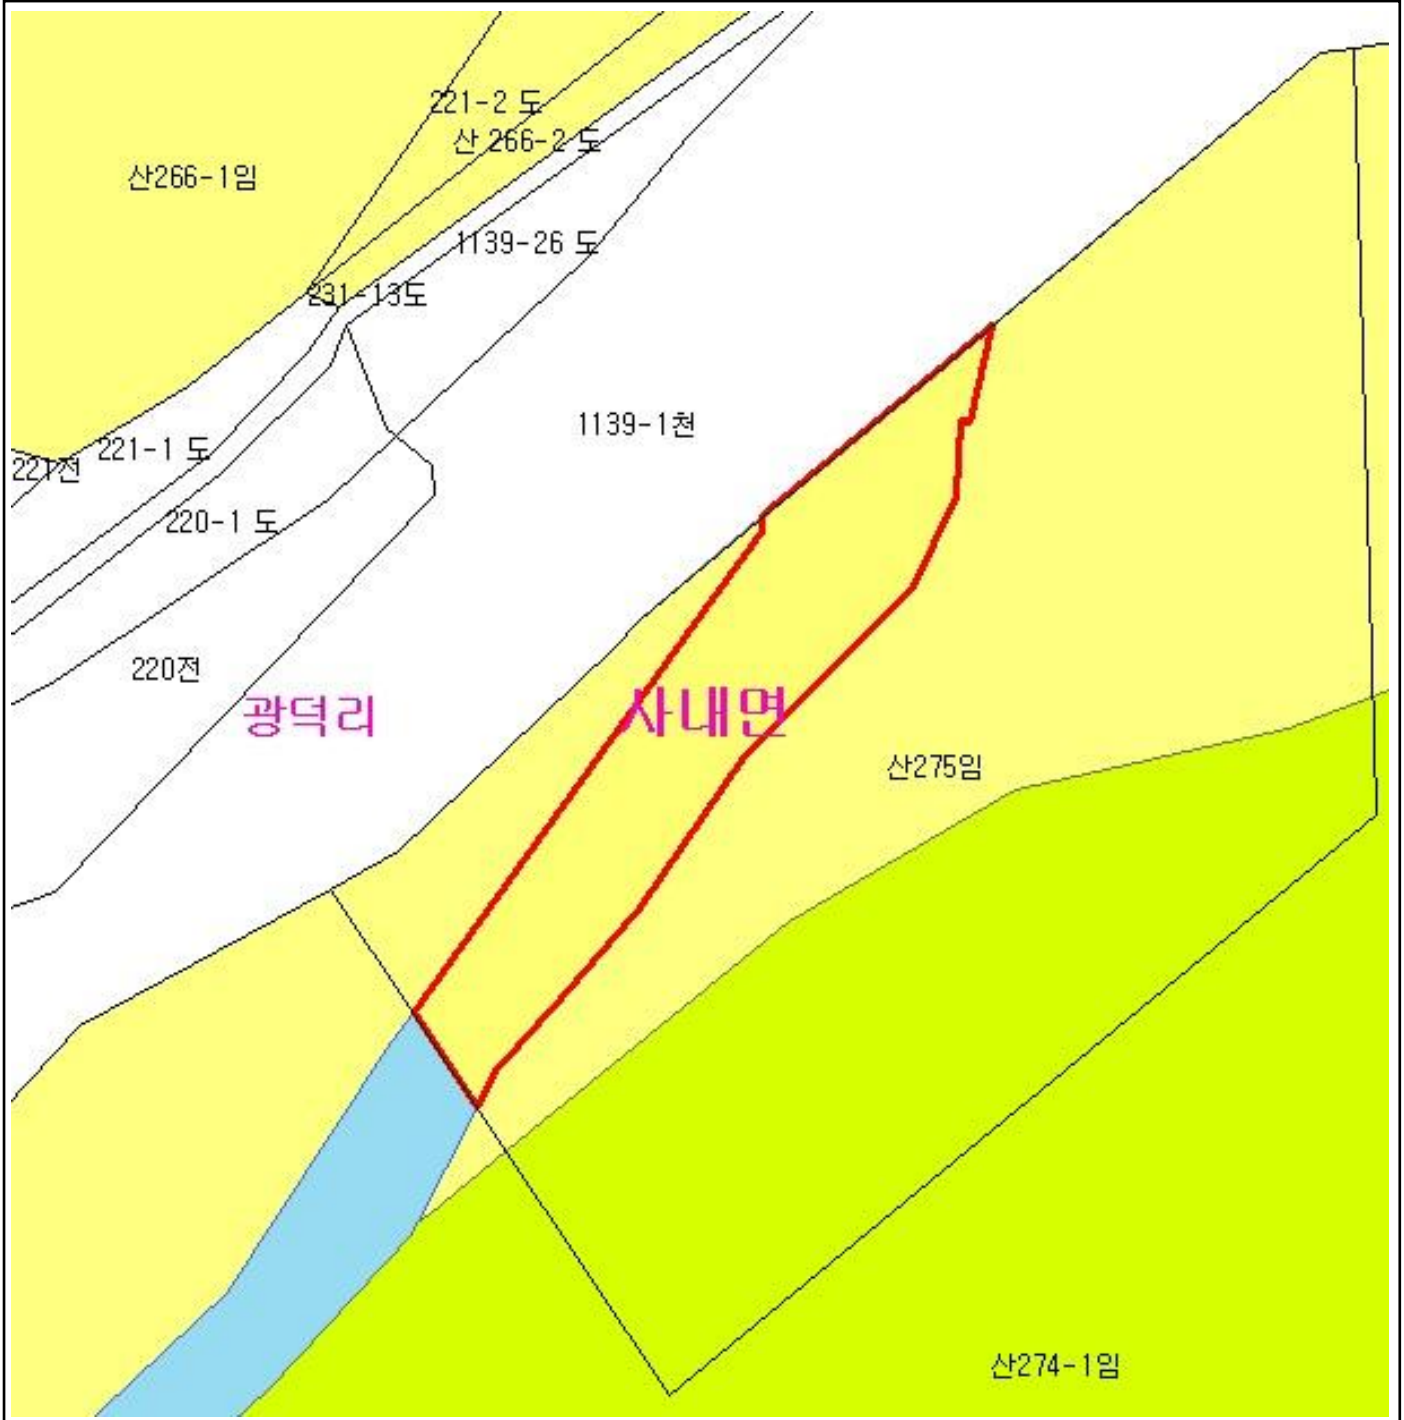 221-2 도
산 266-2 도
산266-1임
1139-26 도
231-13도
1139-1천
221-1 도
221전
220-1 도
220전
광덕리
사내면
산275임
산274-1임